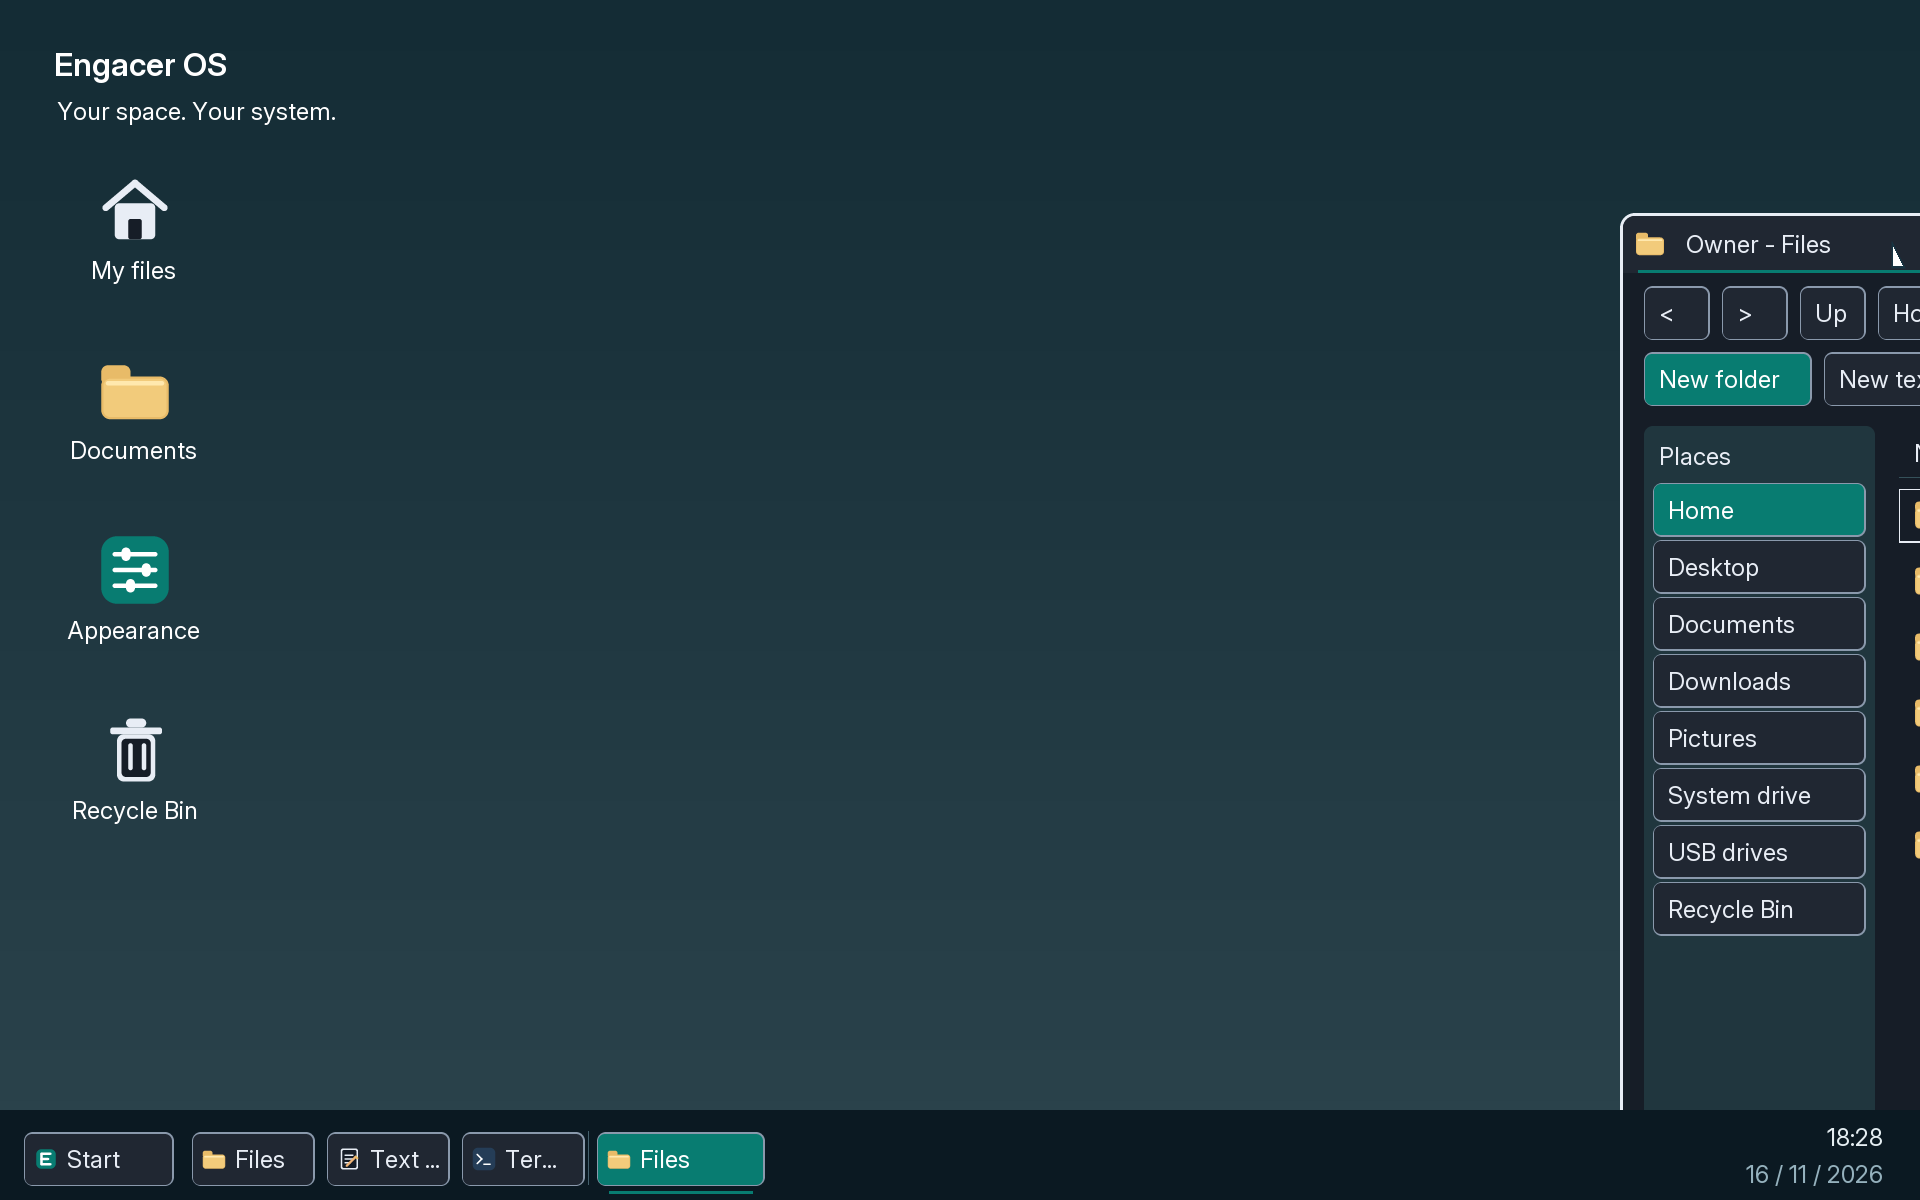 Engacer OS
Your space. Your system.
My files
Documents
Appearance
Recycle Bin
Owner - Files
< > Up
New folder New
Places
Home
Desktop
Documents
Downloads
Pictures
System drive
USB drives
Recycle Bin
Start Files Text ... Ter... Files
18:28
16 / 11 / 2026